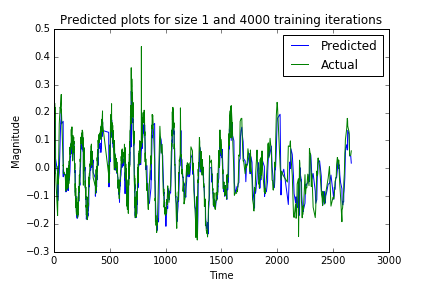 Predicted plots for size 1 and 4000 training iterations
0.5
0.4
0.3
0.2
0.1
0.0
−0.1
−0.2
−0.3
Magnitude
Predicted
Actual
0 500 1000 1500 2000 2500 3000
Time